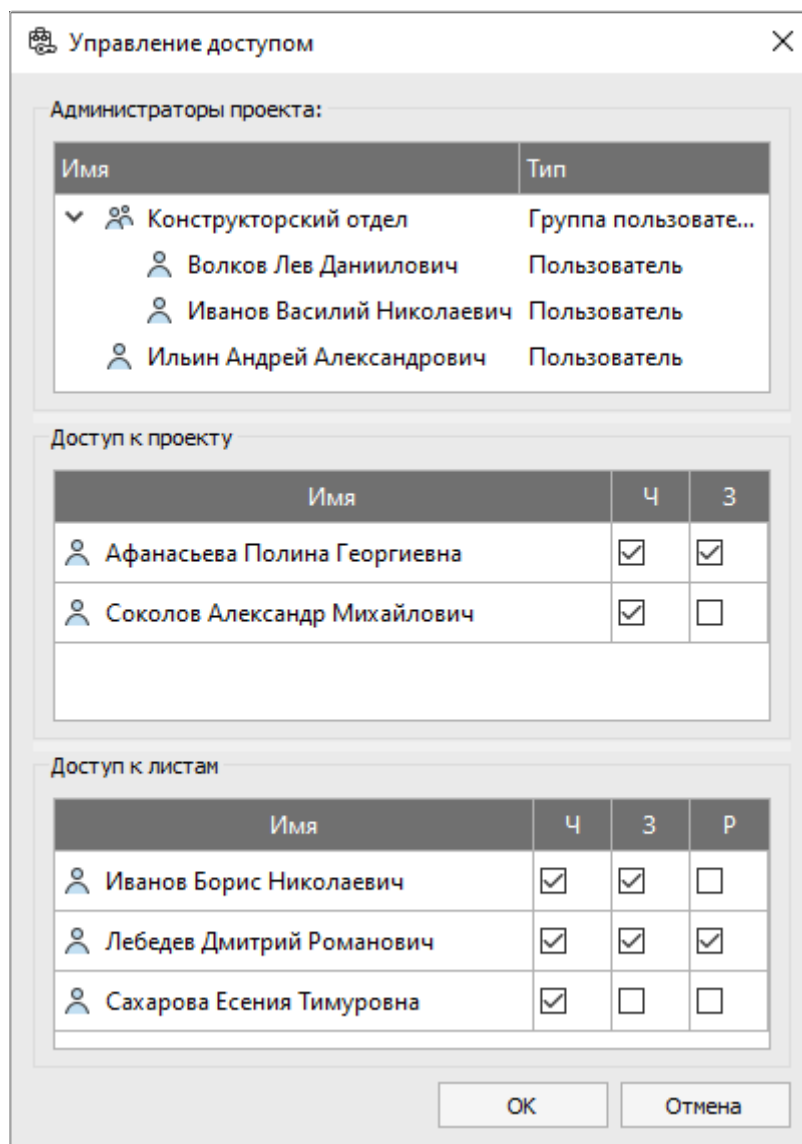 Управление доступом
Администраторы проекта:
Имя Тип
Конструкторский отдел Группа пользовате...
Волков Лев Даниилович Пользователь
Иванов Василий Николаевич Пользователь
Ильин Андрей Александрович Пользователь
Доступ к проекту
Имя Ч З
Афанасьева Полина Георгиевна
Соколов Александр Михайлович
Доступ к листам
Имя Ч З Р
Иванов Борис Николаевич
Лебедев Дмитрий Романович
Сахарова Есения Тимуровна
ОК Отмена